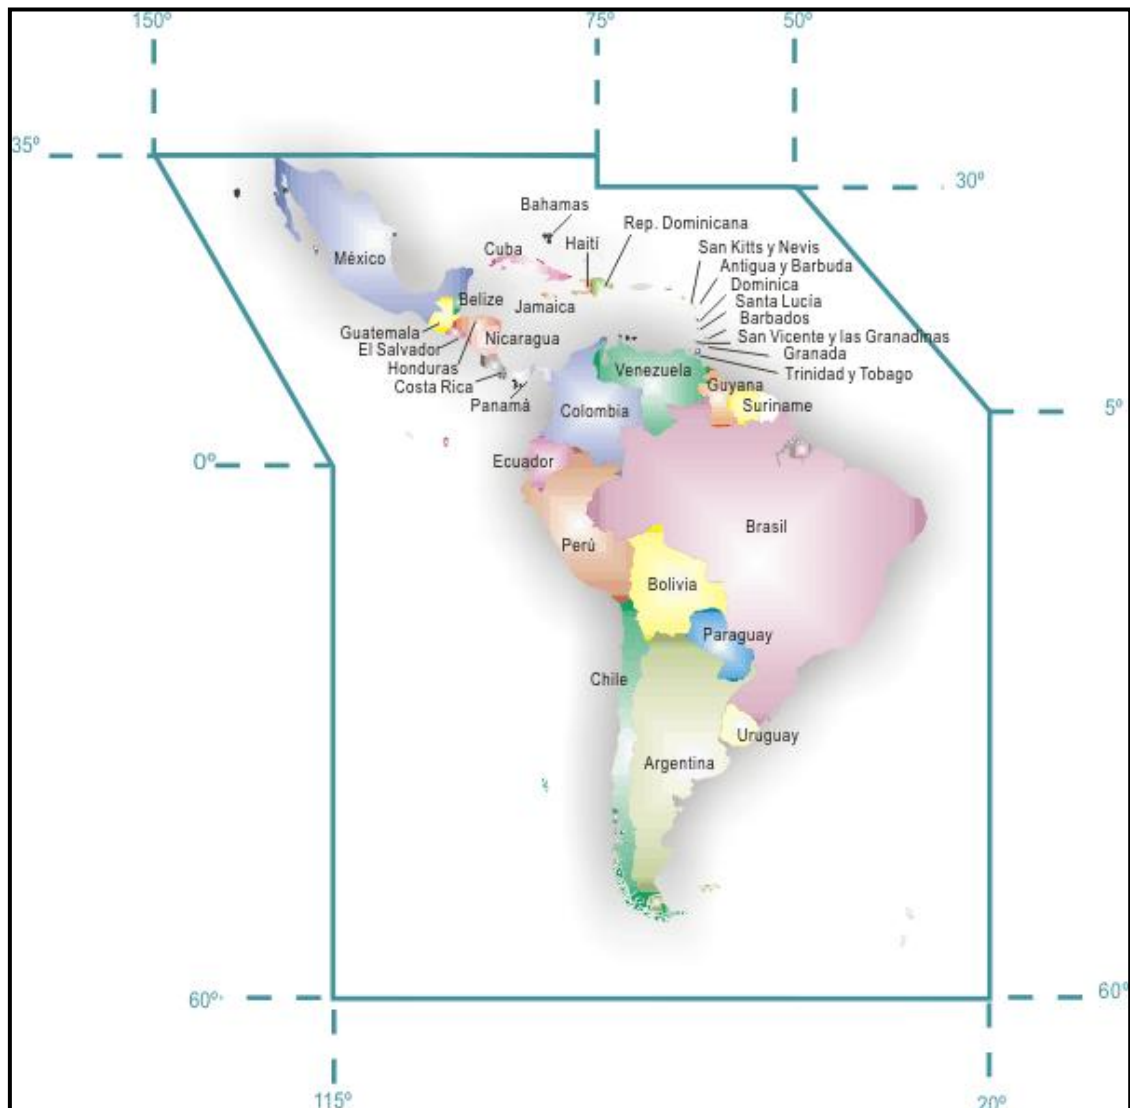 150º
75º
50º
35º
30º
Bahamas
Rep. Dominicana
Cuba
Haití
San Kitts y Nevis
México
Antigua y Barbuda
Dominica
Belize
Jamaica
Santa Lucía
Barbados
Guatemala
Nicaragua
San Vicente y las Granadinas
El Salvador
Granada
Honduras
Venezuela
Trinidad y Tobago
Costa Rica
Guyana
Panamá
Colombia
Suriname
5º
0º
Ecuador
Brasil
Perú
Bolivia
Paraguay
Chile
Uruguay
Argentina
60º
60º
115º
20º